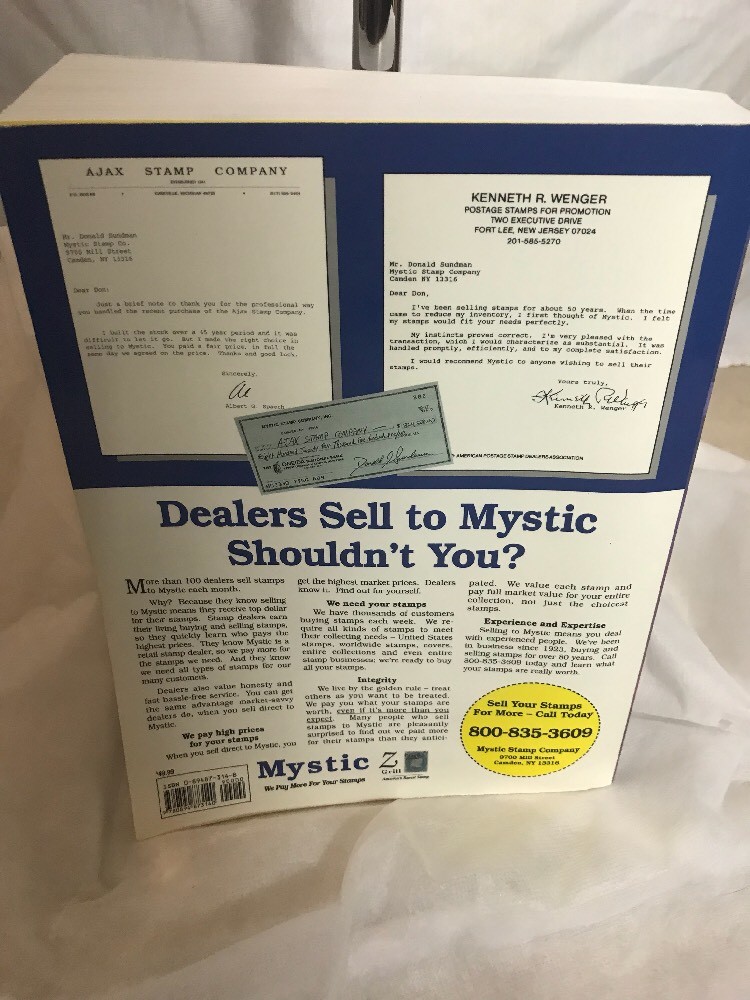 AJAX STAMP COMPANY
Mr. Donald Sundman
Mystic Stamp Co.
9700 Mill Street
Camden, NY 13316
Dear Don:
Just a brief note to thank you for the professional way
you handled the recent purchase of the Ajax Stamp Company.
I built the stock over a 15 year period and it was
difficult to let it go. But I made the right choice in
selling to Mystic. You paid a fair price, in full the
same day we agreed on the price. Thanks and good luck.
Sincerely,
Al
Albert G.
KENNETH R. WENGER
POSTAGE STAMPS FOR PROMOTION
TWO EXECUTIVE DRIVE
FORT LEE, NEW JERSEY 07024
201-585-5270
Mr. Donald Sundman
Mystic Stamp Company
Camden NY 13316
Dear Don,
I've been selling stamps for about 50 years. When the time
came to reduce my inventory, I first thought of Mystic. I felt
my stamps would fit your needs perfectly.
My instincts proved correct. I'm very pleased with the
transaction, which I would characterize as substantial. It was
handled promptly, efficiently, and to my complete satisfaction.
I would recommend Mystic to anyone wishing to sell their
stamps.
Yours truly,
Kenneth R. Wenger
AMERICAN POSTAGE STAMP DEALERS ASSOCIATION
MYSTIC STAMP COMPANY, INC.
AJAX STAMP COMPANY
Dealers Sell to Mystic
Shouldn't You?
More than 100 dealers sell stamps
to Mystic each month.
Why? Because they know selling
to Mystic means they receive top dollar
for their stamps. Stamp dealers earn
their living buying and selling stamps,
so they quickly learn who pays the
highest prices. They know Mystic is a
retail stamp dealer, so we pay more for
the stamps we need. And they know
we need all types of stamps for our
many customers.
Dealers also value honesty and
fast hassle-free service. You can get
the same advantage market-savvy
dealers do, when you sell direct to
Mystic.
We pay high prices
for your stamps
When you sell direct to Mystic, you
get the highest market prices. Dealers
know it. Find out for yourself.
We need your stamps
We have thousands of customers
buying stamps each week. We re-
quire all kinds of stamps to meet
their collecting needs – United States
stamps, worldwide stamps, covers,
entire collections and even entire
stamp businesses; we're ready to buy
all your stamps.
Integrity
We live by the golden rule – treat
others as you want to be treated.
We pay you what your stamps are
worth, even if it's more than you
expect. Many people who sell
stamps to Mystic are pleasantly
surprised to find out we paid more
for their stamps than they antici-
pated. We value each stamp and
pay full market value for your entire
collection, not just the choicest
stamps.
Experience and Expertise
Selling to Mystic means you deal
with experienced people. We've been
in business since 1923, buying and
selling stamps for over 80 years. Call
800-835-3609 today and learn what
your stamps are really worth.
Sell Your Stamps
For More – Call Today
800-835-3609
Mystic Stamp Company
9700 Mill Street
Camden, NY 13316
Mystic
We Pay More For Your Stamps
Z
Grill
America's Rarest Stamp
ISBN 0-89487-314-8